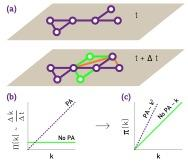 (a)
t
t + Δ t
(b)
(c)
Π(k) ~ Δ k / Δ t
PA
No PA
k
π(k)
PA ~ k²
No PA ~ k
k